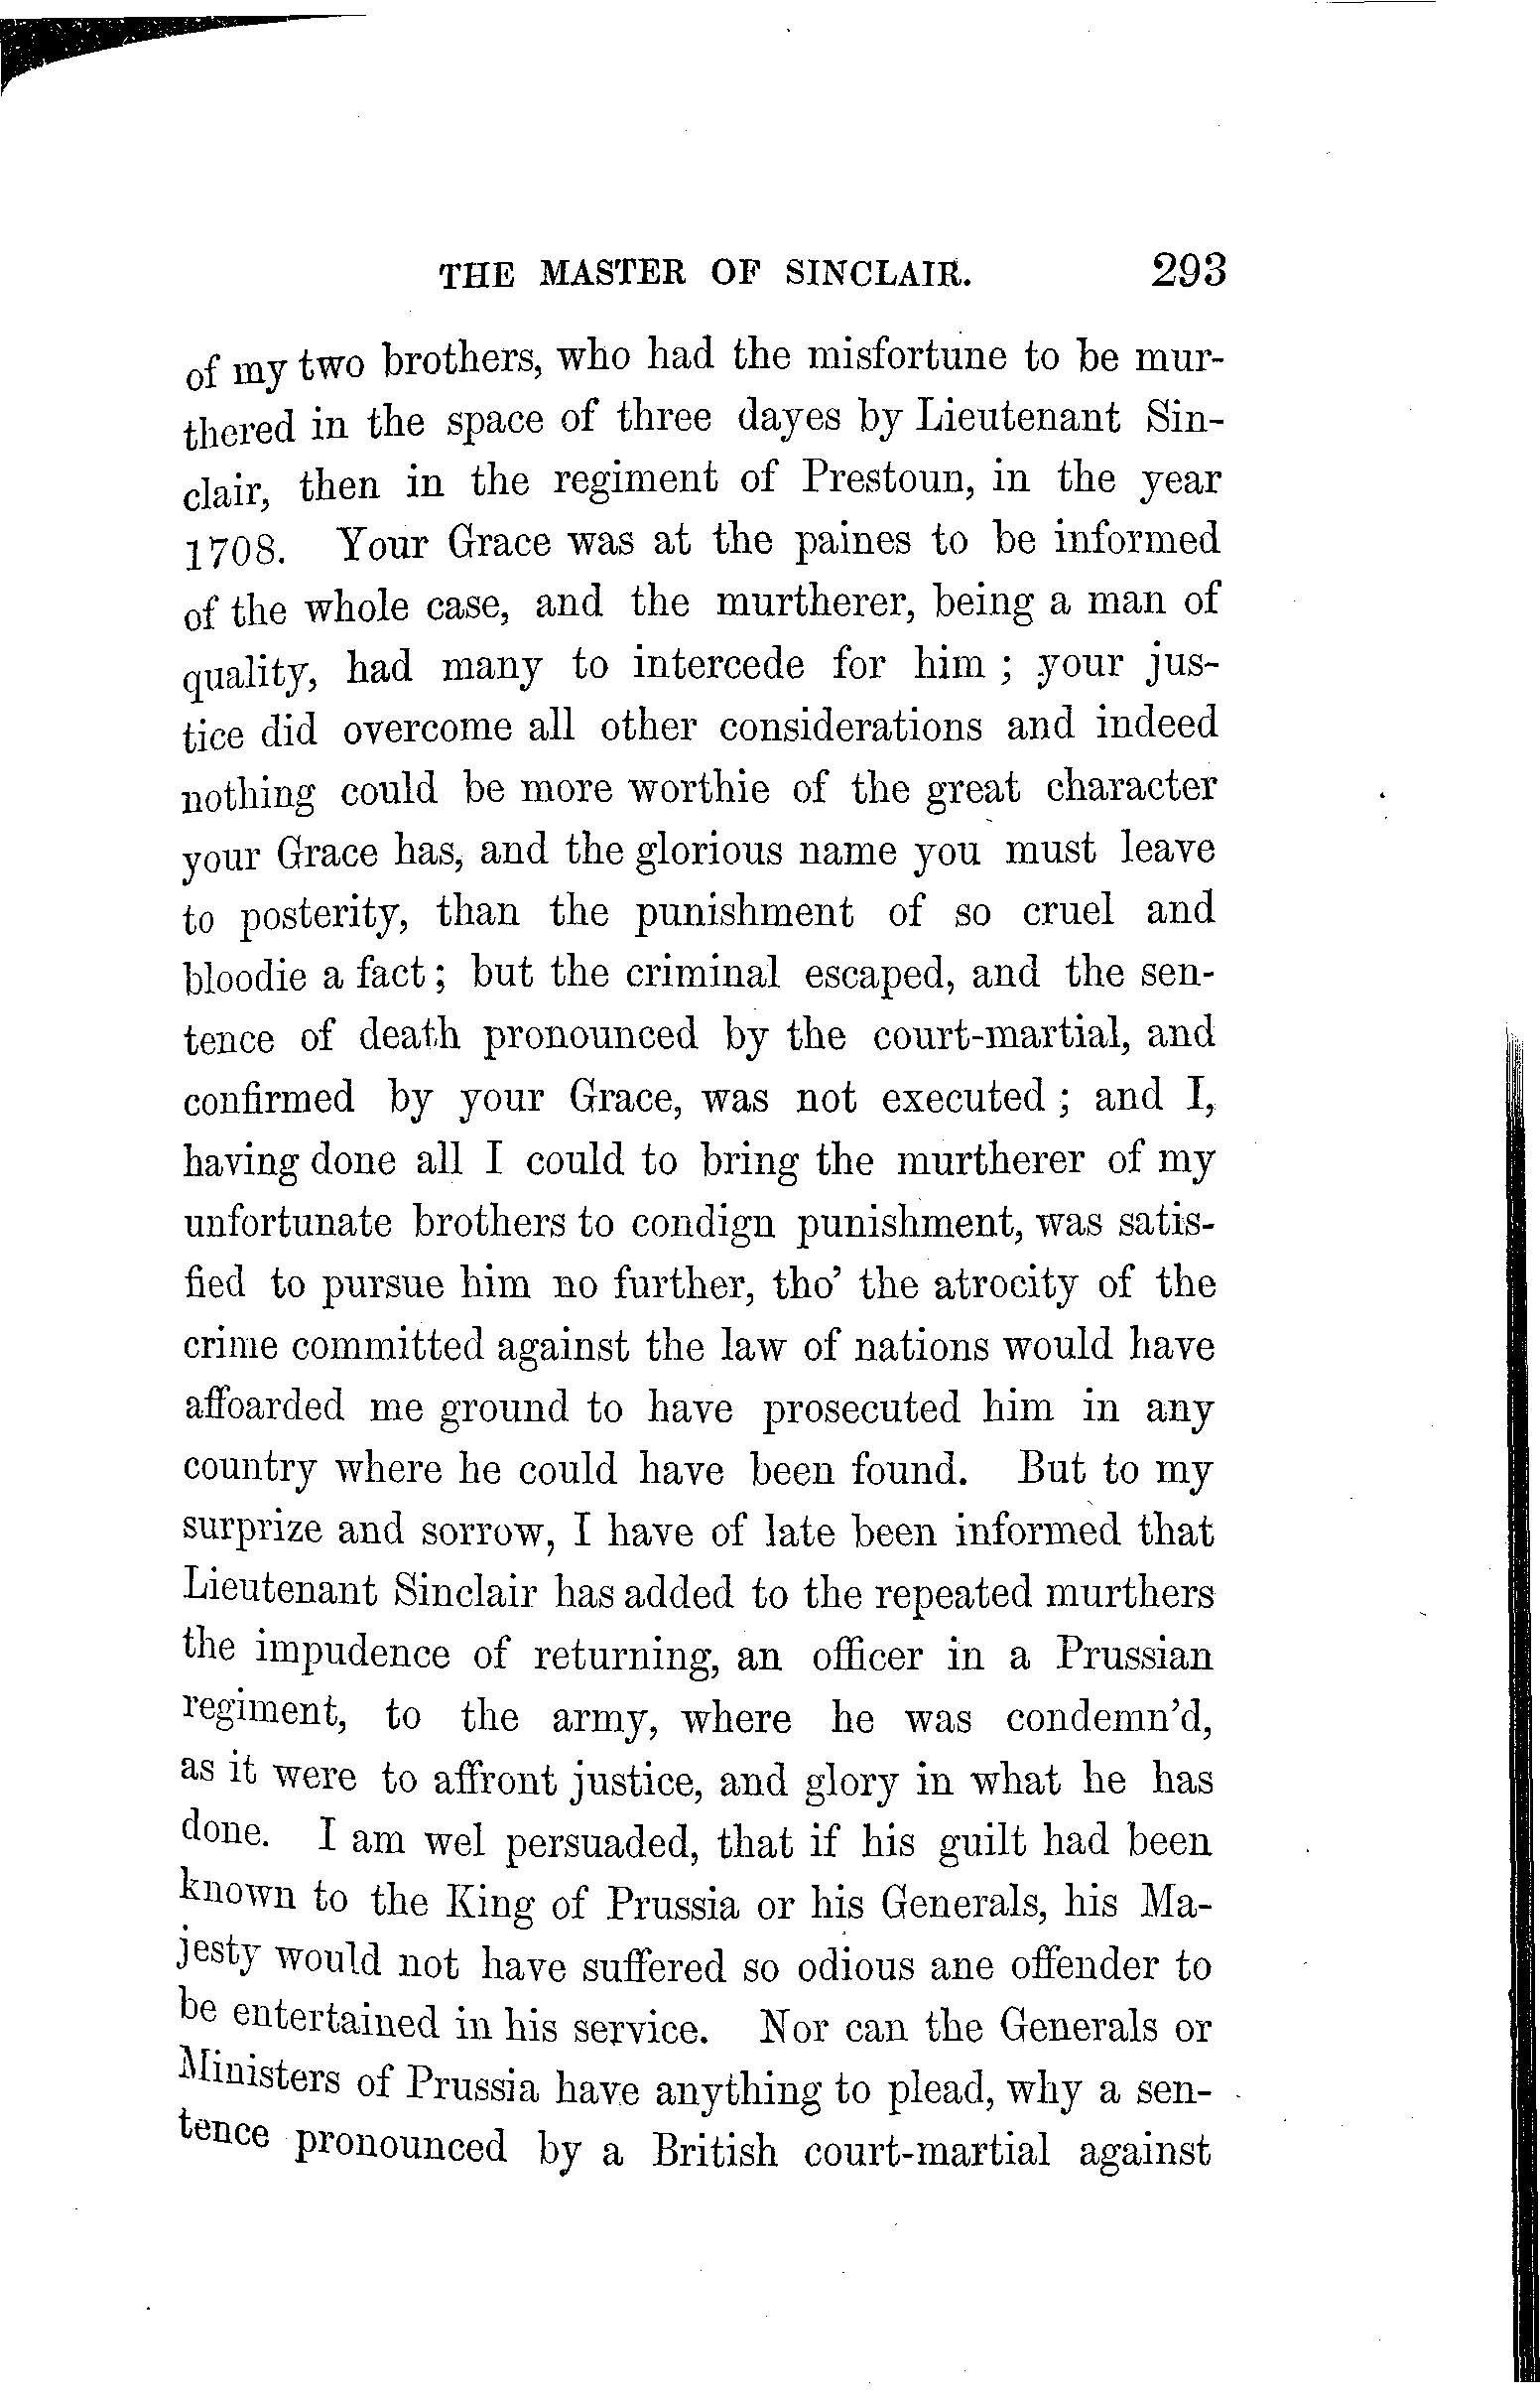 THE MASTER OF SINCLAIR. 293
of my two brothers, who had the misfortune to be mur-
thered in the space of three dayes by Lieutenant Sin-
clair, then in the regiment of Prestoun, in the year
1708. Your Grace was at the paines to be informed
of the whole case, and the murtherer, being a man of
quality, had many to intercede for him ; your jus-
tice did overcome all other considerations and indeed
nothing could be more worthie of the great character
your Grace has, and the glorious name you must leave
to posterity, than the punishment of so cruel and
bloodie a fact ; but the criminal escaped, and the sen-
tence of death pronounced by the court-martial, and
confirmed by your Grace, was not executed ; and I,
having done all I could to bring the murtherer of my
unfortunate brothers to condign punishment, was satis-
fied to pursue him no further, tho' the atrocity of the
crime committed against the law of nations would have
affoarded me ground to have prosecuted him in any
country where he could have been found. But to my
surprize and sorrow, I have of late been informed that
Lieutenant Sinclair has added to the repeated murthers
the impudence of returning, an officer in a Prussian
regiment, to the army, where he was condemn'd,
as it were to affront justice, and glory in what he has
done. I am wel persuaded, that if his guilt had been
known to the King of Prussia or his Generals, his Ma-
jesty would not have suffered so odious ane offender to
be entertained in his service. Nor can the Generals or
Ministers of Prussia have anything to plead, why a sen-
tence pronounced by a British court-martial against